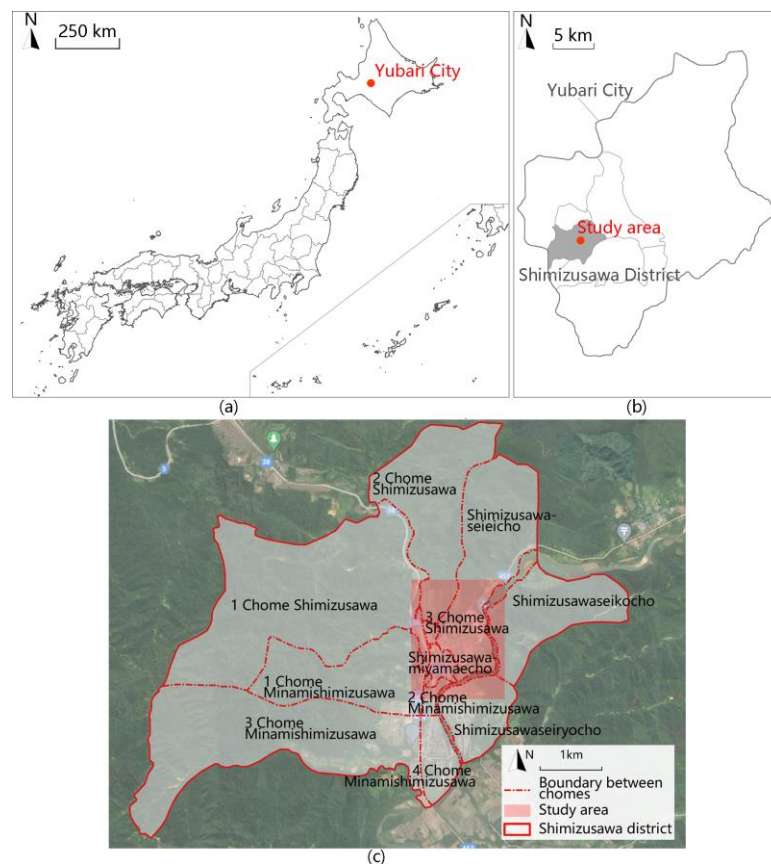 N
250 km
Yubari City
(a)
N
5 km
Yubari City
Study area
Shimizusawa District
(b)
2 Chome
Shimizusawa
Shimizusawa-
seieicho
1 Chome Shimizusawa
3 Chome
Shimizusawa
Shimizusawaseikocho
Shimizusawa-
miyamaecho
1 Chome
Minamishimizusawa
2 Chome
Minamishimizusawa
3 Chome
Minamishimizusawa
Shimizusawaseiryocho
4 Chome
Minamishimizusawa
N
1km
Boundary between
chomes
Study area
Shimizusawa district
(c)